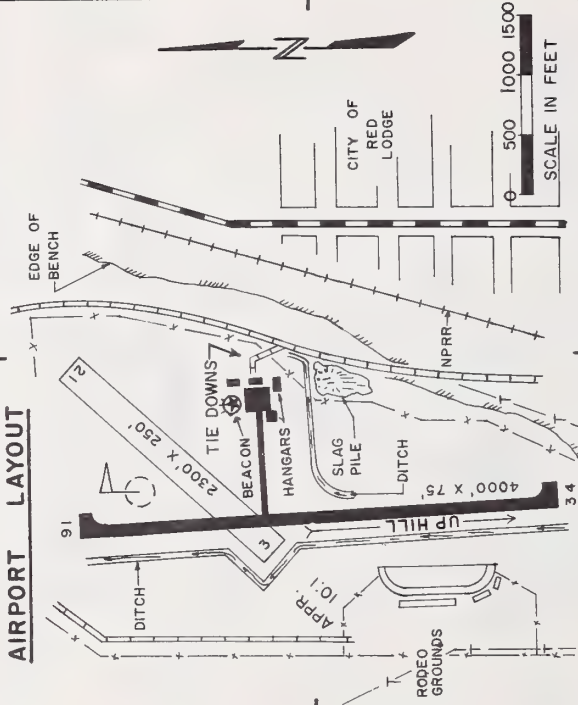 AIRPORT LAYOUT
N
EDGE OF
BENCH
16
21
2300' X 250'
3
TIE DOWNS
BEACON
HANGARS
SLAG
PILE
DITCH
DITCH
4000' X 75'
UP HILL
34
APPR.
10:1
RODEO
GROUNDS
T
T
NPRR
CITY OF
RED
LODGE
0 500 1000 1500
SCALE IN FEET